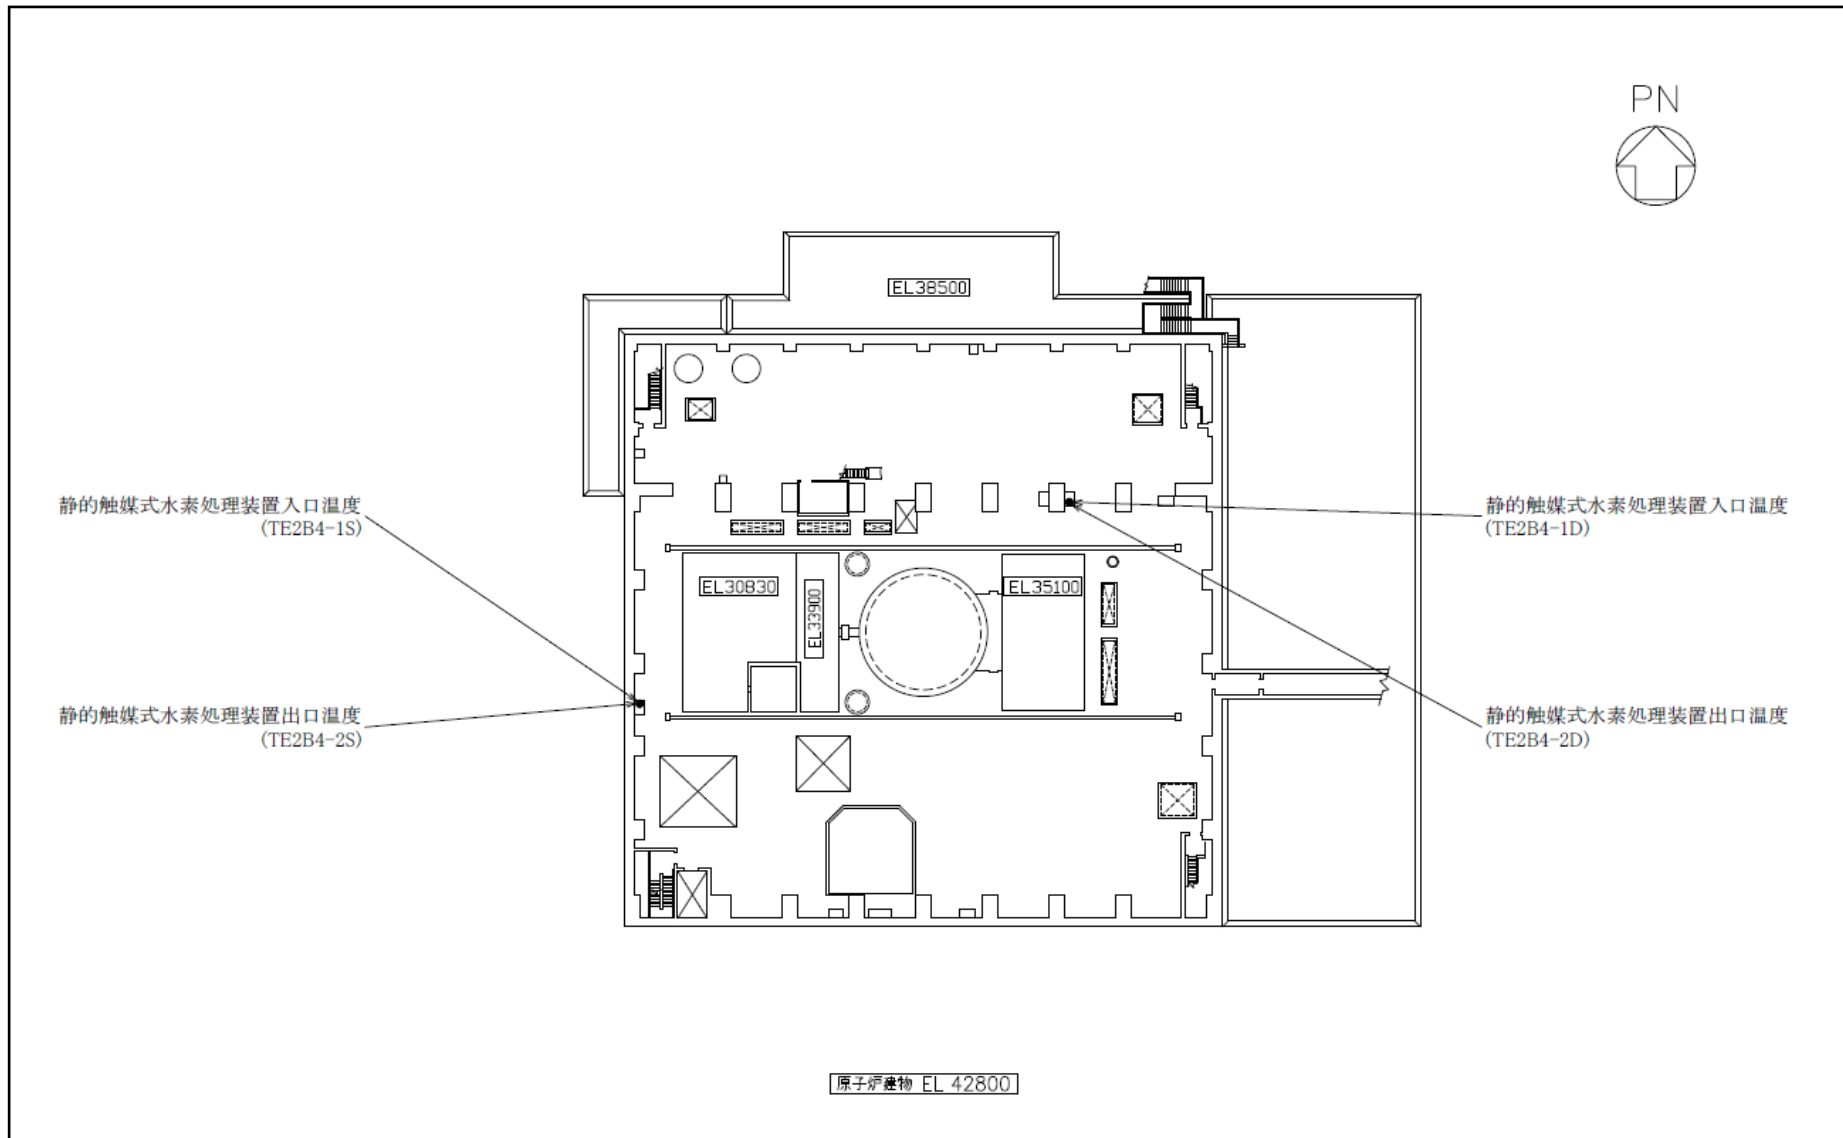 PN
EL38500
静的触媒式水素処理装置入口温度
(TE2B4-1S)
静的触媒式水素処理装置入口温度
(TE2B4-1D)
EL30830
EL33900
EL35100
静的触媒式水素処理装置出口温度
(TE2B4-2S)
静的触媒式水素処理装置出口温度
(TE2B4-2D)
原子炉建物 EL 42800